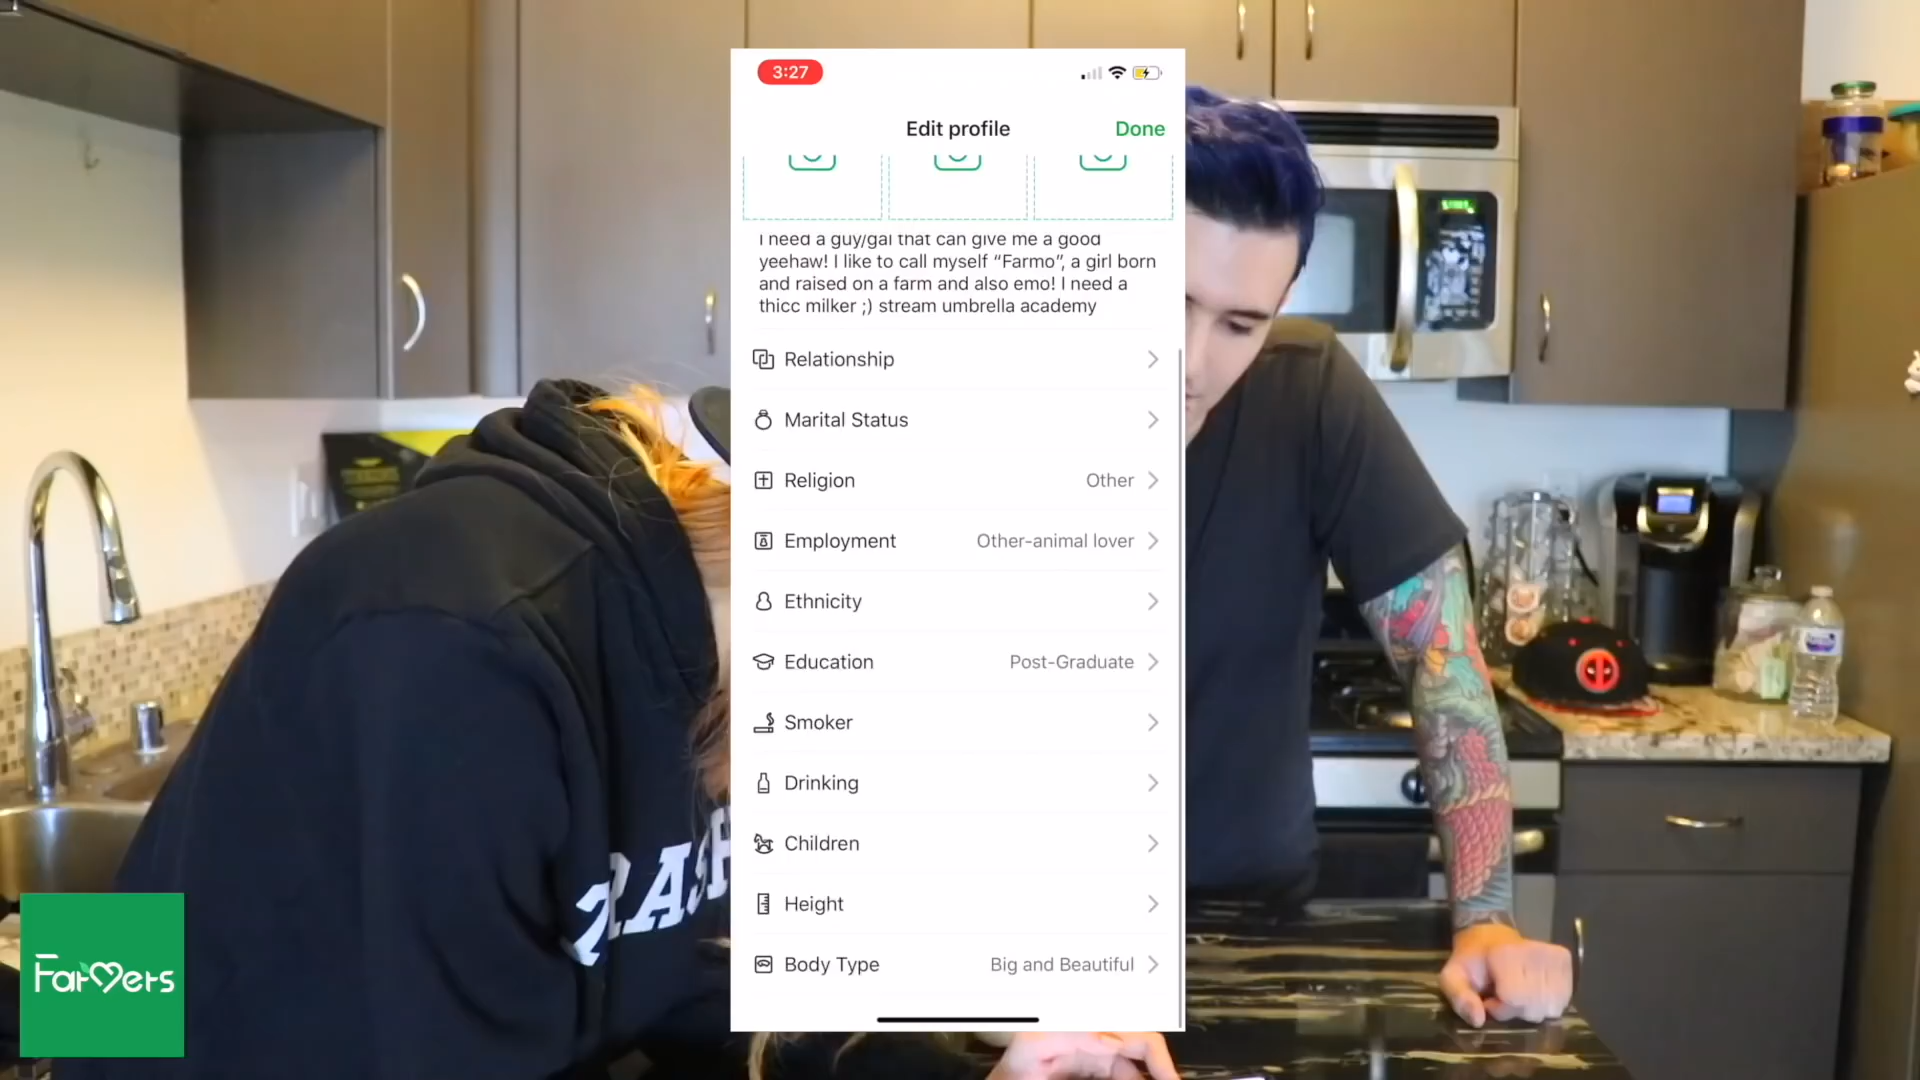 3:27
Edit profile
Done
I need a guy/gal that can give me a good
yeehaw! I like to call myself “Farmo”, a girl born
and raised on a farm and also emo! I need a
thicc milker ;) stream umbrella academy
Relationship
Marital Status
Religion Other
Employment Other-animal lover
Ethnicity
Education Post-Graduate
Smoker
Drinking
Children
Height
Body Type Big and Beautiful
Farmers